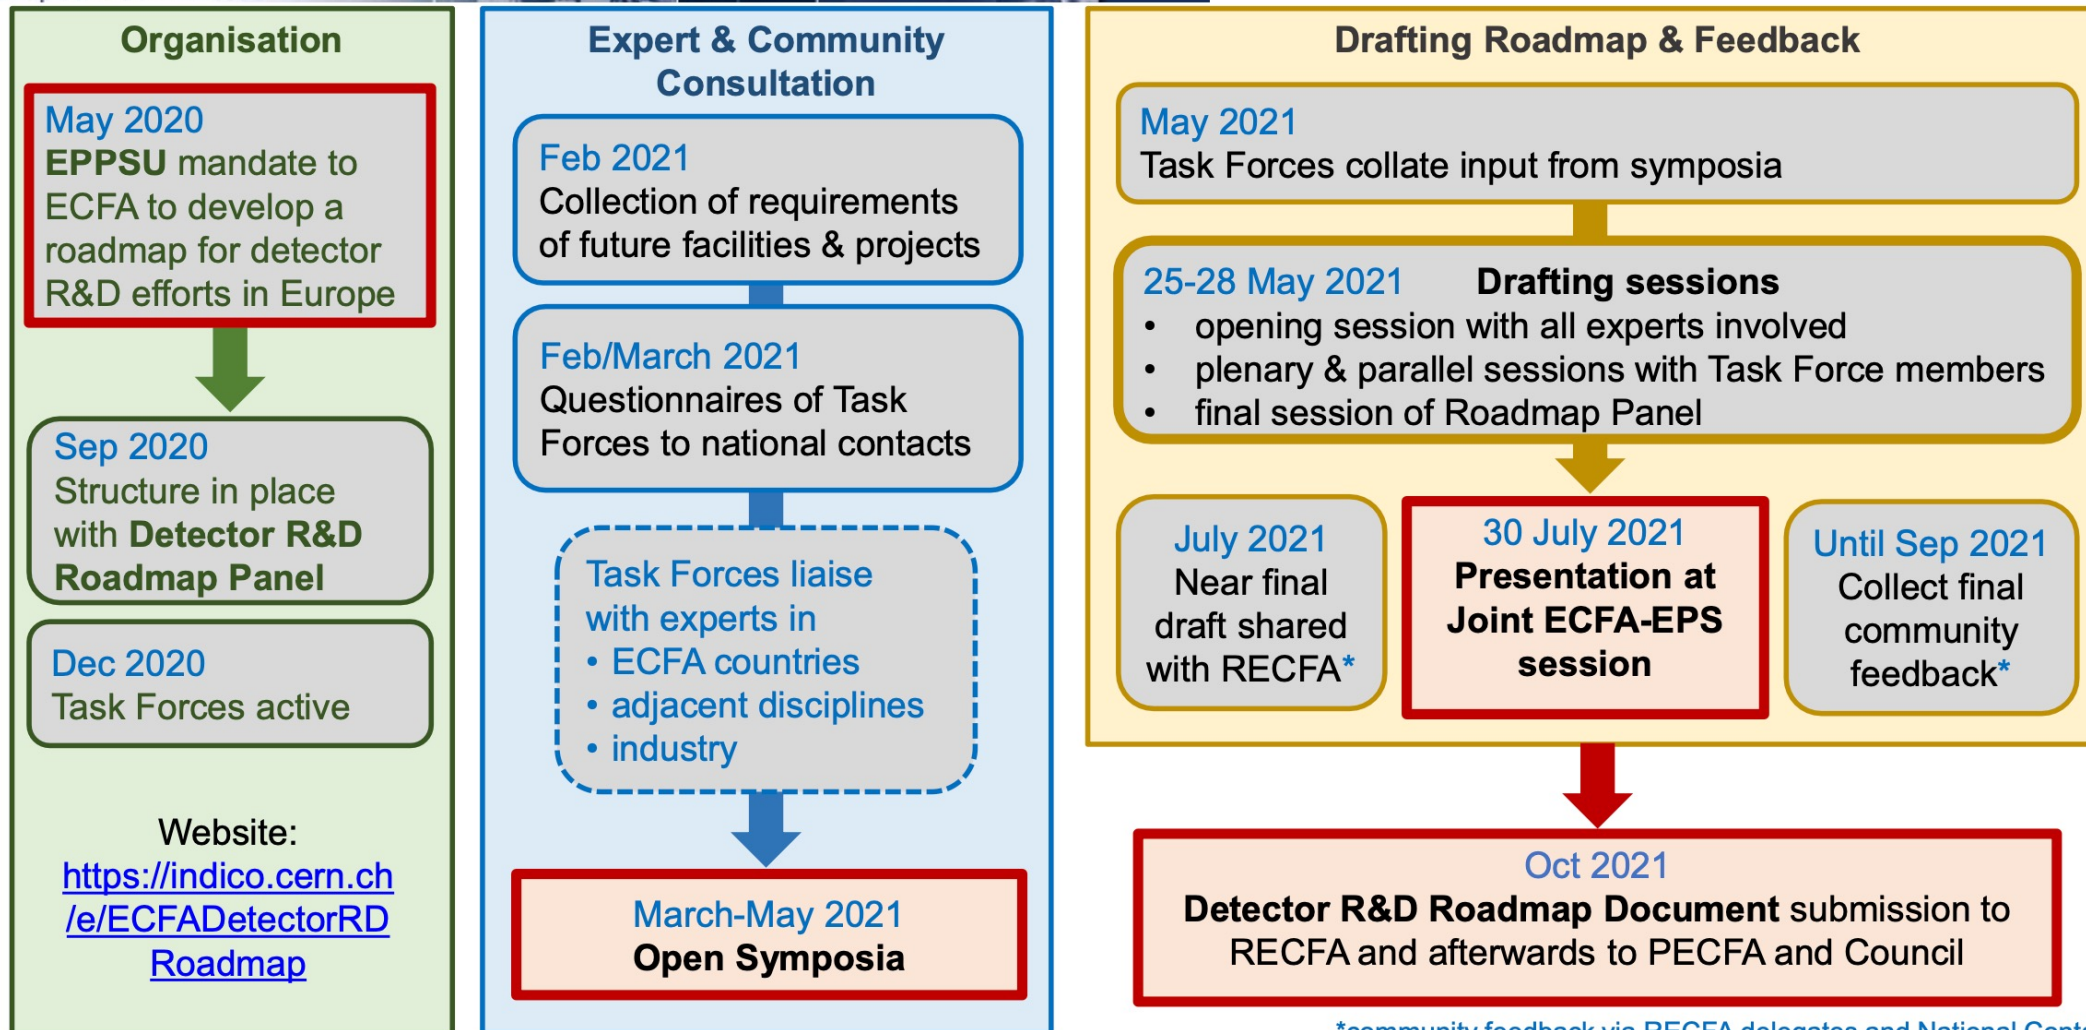 Organisation
May 2020
EPPSU mandate to
ECFA to develop a
roadmap for detector
R&D efforts in Europe
Sep 2020
Structure in place
with Detector R&D
Roadmap Panel
Dec 2020
Task Forces active
Website:
https://indico.cern.ch
/e/ECFADetectorRD
Roadmap
Expert & Community
Consultation
Feb 2021
Collection of requirements
of future facilities & projects
Feb/March 2021
Questionnaires of Task
Forces to national contacts
Task Forces liaise
with experts in
• ECFA countries
• adjacent disciplines
• industry
March-May 2021
Open Symposia
Drafting Roadmap & Feedback
May 2021
Task Forces collate input from symposia
25-28 May 2021 Drafting sessions
• opening session with all experts involved
• plenary & parallel sessions with Task Force members
• final session of Roadmap Panel
July 2021
Near final
draft shared
with RECFA*
30 July 2021
Presentation at
Joint ECFA-EPS
session
Until Sep 2021
Collect final
community
feedback*
Oct 2021
Detector R&D Roadmap Document submission to
RECFA and afterwards to PECFA and Council
*community feedback via RECFA delegates and National